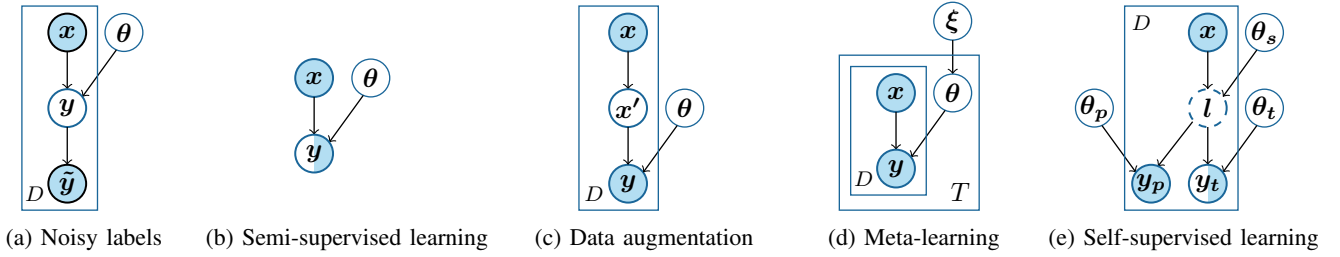 x θ
y
ỹ
D
(a) Noisy labels
x θ
y
(b) Semi-supervised learning
x
x′ θ
y
D
(c) Data augmentation
ξ
x θ
y
D
T
(d) Meta-learning
D x θₛ
θₚ l θₜ
yₚ yₜ
(e) Self-supervised learning